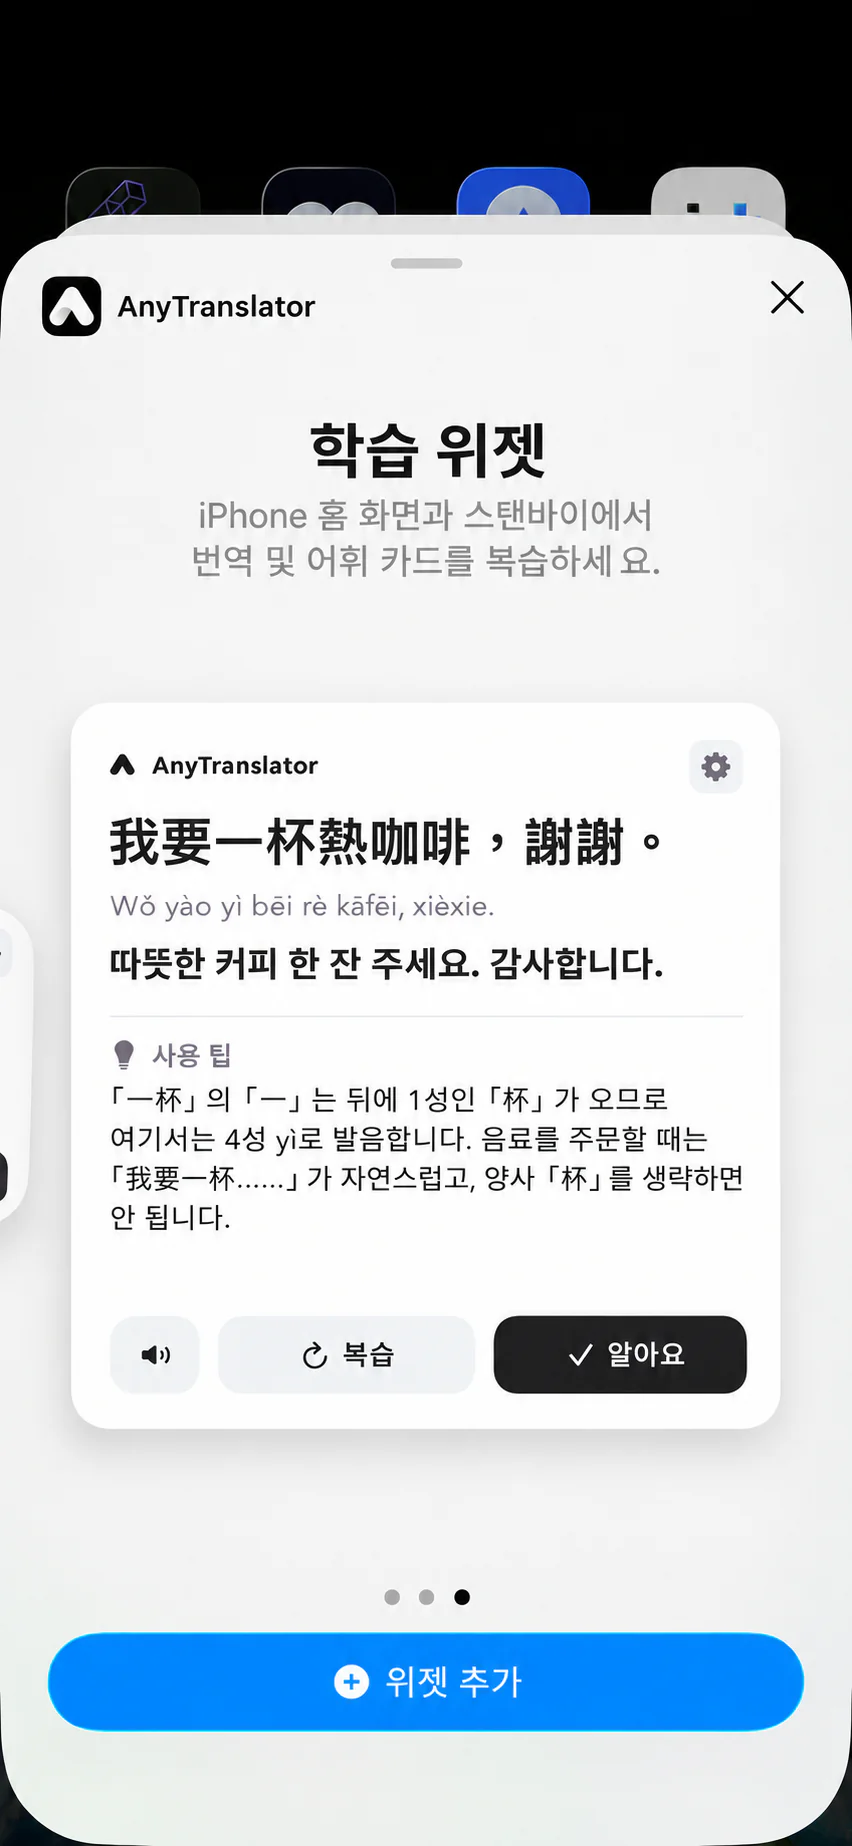 AnyTranslator
학습 위젯
iPhone 홈 화면과 스탠바이에서
번역 및 어휘 카드를 복습하세요.
AnyTranslator
我要一杯熱咖啡，謝謝。
Wǒ yào yì bēi rè kāfēi, xièxie.
따뜻한 커피 한 잔 주세요. 감사합니다.
사용 팁
「一杯」의「一」는 뒤에 1성인「杯」가 오므로
여기서는 4성 yì로 발음합니다. 음료를 주문할 때는
「我要一杯……」가 자연스럽고, 양사「杯」를 생략하면
안 됩니다.
복습
알아요
위젯 추가